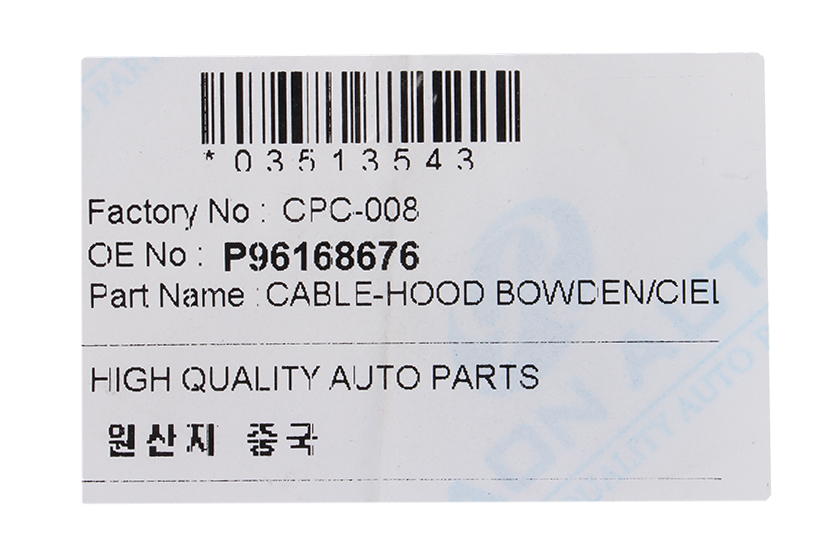 *03513543
Factory No : CPC-008
OE No : P96168676
Part Name : CABLE-HOOD BOWDEN/CIEL
HIGH QUALITY AUTO PARTS
원산지 중국